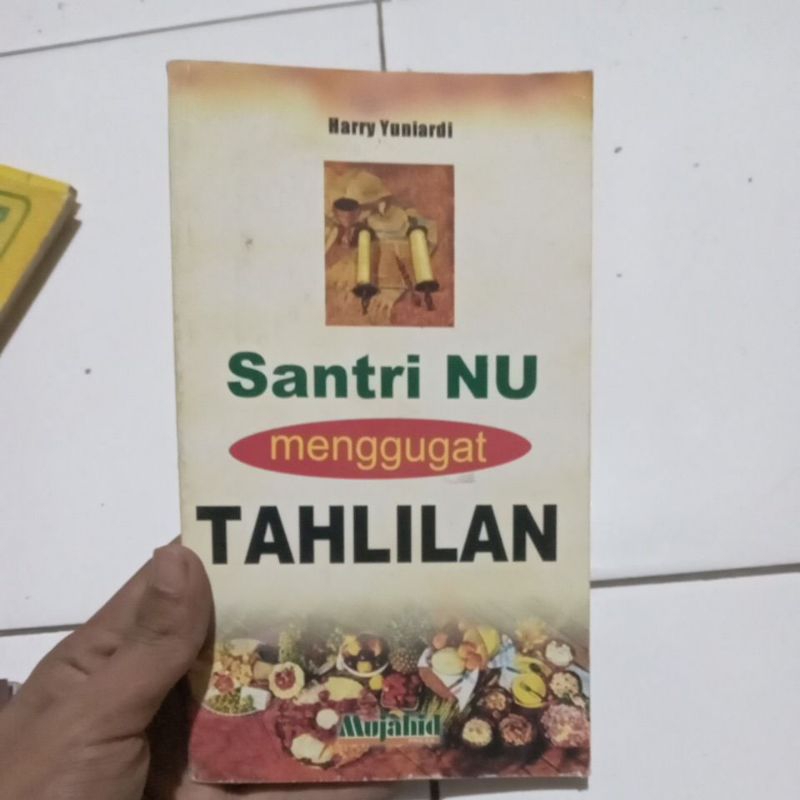 Harry Yuniardi
Santri NU
menggugat
TAHLILAN
Mujahid